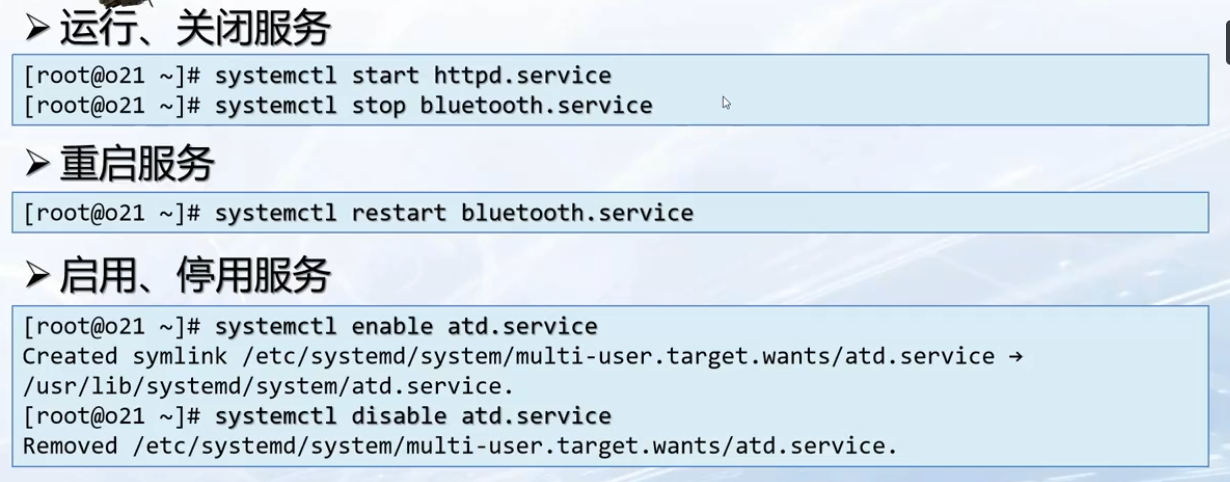 ➢ 运行、关闭服务
[root@o21 ~]# systemctl start httpd.service
[root@o21 ~]# systemctl stop bluetooth.service
➢ 重启服务
[root@o21 ~]# systemctl restart bluetooth.service
➢ 启用、停用服务
[root@o21 ~]# systemctl enable atd.service
Created symlink /etc/systemd/system/multi-user.target.wants/atd.service →
/usr/lib/systemd/system/atd.service.
[root@o21 ~]# systemctl disable atd.service
Removed /etc/systemd/system/multi-user.target.wants/atd.service.